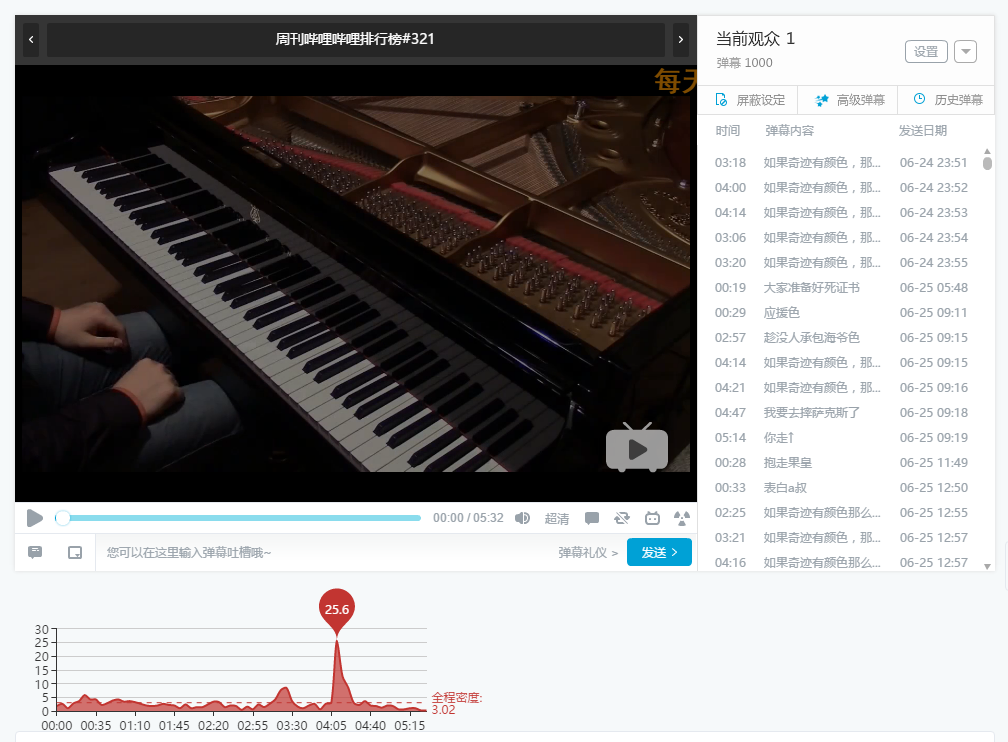 周刊哔哩哔哩排行榜#321
每天
当前观众 1
弹幕 1000
设置
屏蔽设定 高级弹幕 历史弹幕
时间 弹幕内容 发送日期
03:18 如果奇迹有颜色，那... 06-24 23:51
04:00 如果奇迹有颜色，那... 06-24 23:52
04:14 如果奇迹有颜色，那... 06-24 23:53
03:06 如果奇迹有颜色，那... 06-24 23:54
03:20 如果奇迹有颜色，那... 06-24 23:55
00:19 大家准备好死证书 06-25 05:48
00:29 应援色 06-25 09:11
02:57 趁没人承包海爷色 06-25 09:15
04:14 如果奇迹有颜色，那... 06-25 09:15
04:21 如果奇迹有颜色，那... 06-25 09:16
04:47 我要去摔萨克斯了 06-25 09:18
05:14 你走↑ 06-25 09:19
00:28 抱走果皇 06-25 11:49
00:33 表白a叔 06-25 12:50
02:25 如果奇迹有颜色那么... 06-25 12:55
03:21 如果奇迹有颜色，那... 06-25 12:57
04:16 如果奇迹有颜色那么... 06-25 12:57
00:00 / 05:32 超清
您可以在这里输入弹幕吐槽哦~ 弹幕礼仪 > 发送 >
25.6
30
25
20
15
10
5
0
全程密度:
3.02
00:00 00:35 01:10 01:45 02:20 02:55 03:30 04:05 04:40 05:15